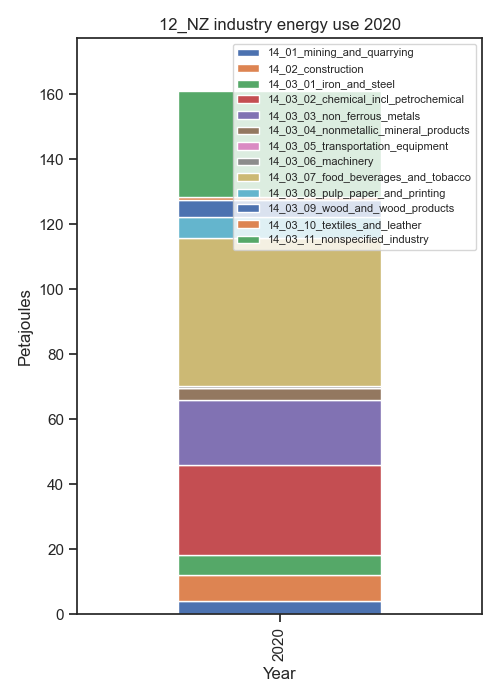 12_NZ industry energy use 2020
14_01_mining_and_quarrying
14_02_construction
14_03_01_iron_and_steel
14_03_02_chemical_incl_petrochemical
14_03_03_non_ferrous_metals
14_03_04_nonmetallic_mineral_products
14_03_05_transportation_equipment
14_03_06_machinery
14_03_07_food_beverages_and_tobacco
14_03_08_pulp_paper_and_printing
14_03_09_wood_and_wood_products
14_03_10_textiles_and_leather
14_03_11_nonspecified_industry
160
140
120
100
80
60
40
20
0
Petajoules
2020
Year